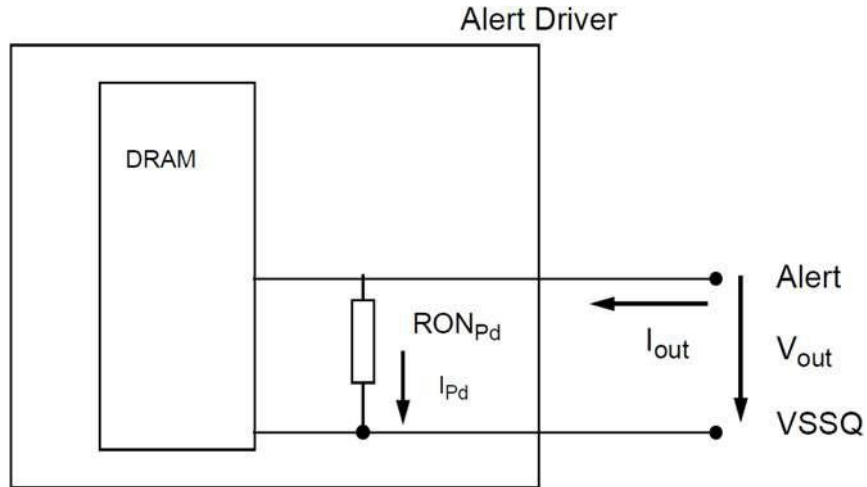 Alert Driver
DRAM
Alert
RONPd
Iout
Vout
IPd
VSSQ